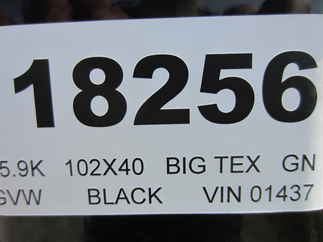 18256
5.9K 102X40 BIG TEX GN
GVW BLACK VIN 01437